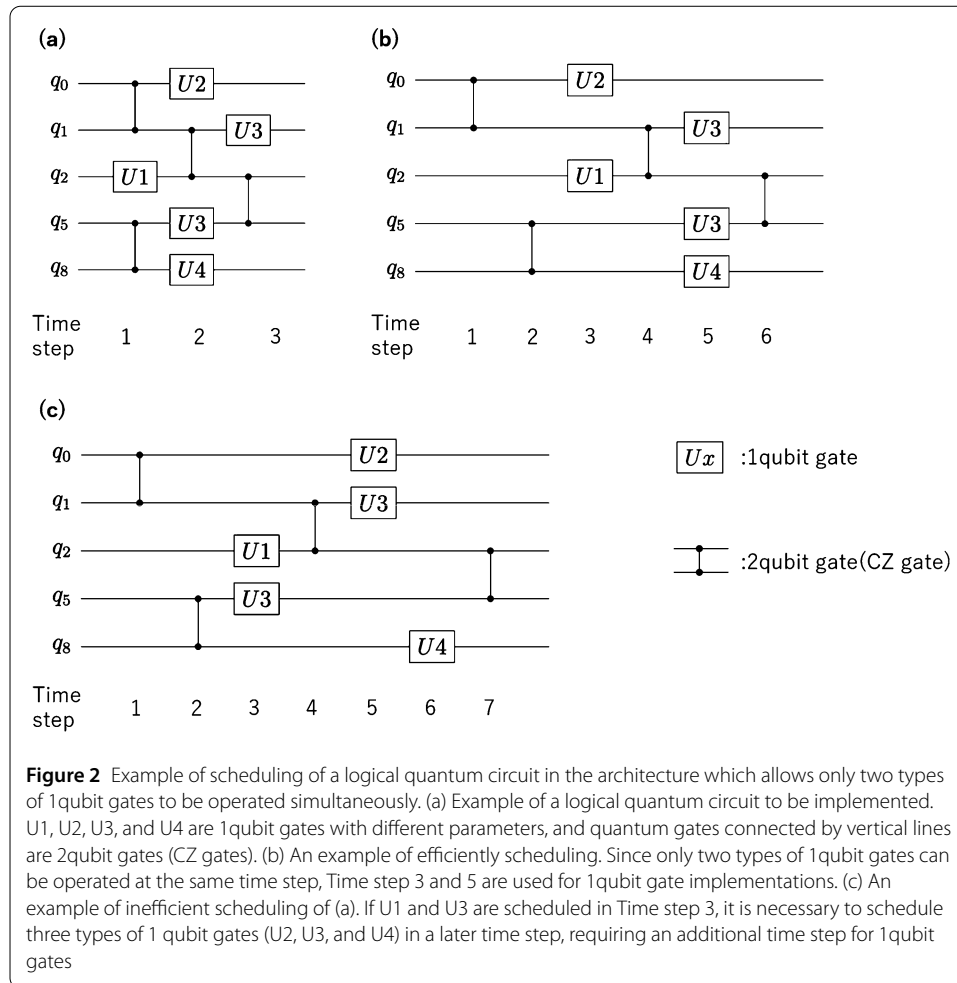 (a)
q0 U2
q1 U3
q2 U1
q5 U3
q8 U4
Time step 1 2 3
(b)
q0 U2
q1 U3
q2 U1
q5 U3
q8 U4
Time step 1 2 3 4 5 6
(c)
q0 U2
q1 U3
q2 U1
q5 U3
q8 U4
Time step 1 2 3 4 5 6 7
Ux :1qubit gate
:2qubit gate(CZ gate)
Figure 2 Example of scheduling of a logical quantum circuit in the architecture which allows only two types
of 1qubit gates to be operated simultaneously. (a) Example of a logical quantum circuit to be implemented.
U1, U2, U3, and U4 are 1qubit gates with different parameters, and quantum gates connected by vertical lines
are 2qubit gates (CZ gates). (b) An example of efficiently scheduling. Since only two types of 1qubit gates can
be operated at the same time step, Time step 3 and 5 are used for 1qubit gate implementations. (c) An
example of inefficient scheduling of (a). If U1 and U3 are scheduled in Time step 3, it is necessary to schedule
three types of 1 qubit gates (U2, U3, and U4) in a later time step, requiring an additional time step for 1qubit
gates